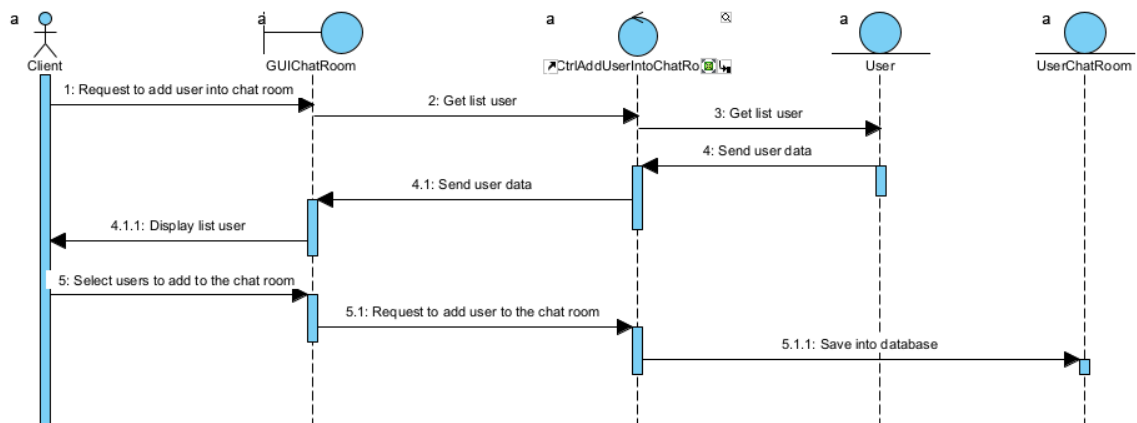 a
a
a
a
a
Client
GUIChatRoom
CtrlAddUserIntoChatRo
User
UserChatRoom
1: Request to add user into chat room
2: Get list user
3: Get list user
4: Send user data
4.1: Send user data
4.1.1: Display list user
5: Select users to add to the chat room
5.1: Request to add user to the chat room
5.1.1: Save into database